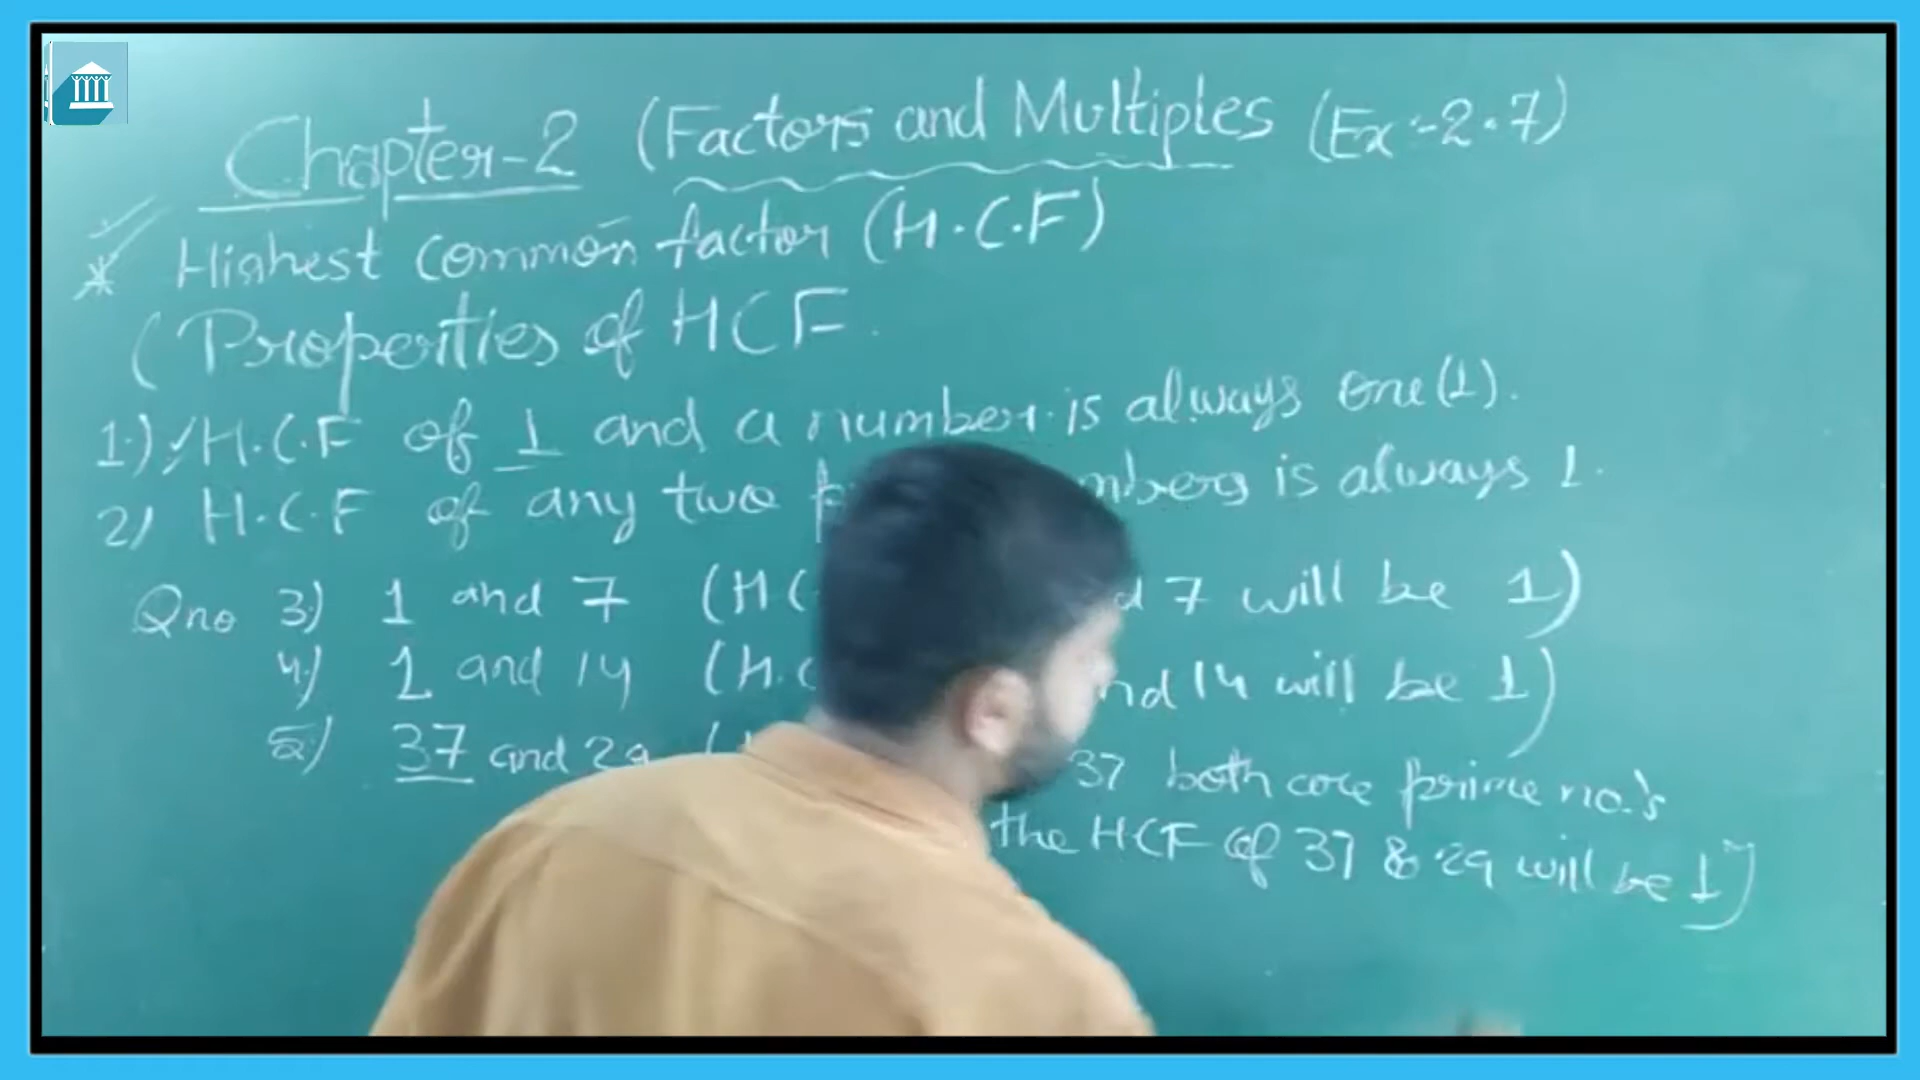 Chapter-2 (Factors and Multiples (Ex:-2.7)
* Highest common factor (H.C.F)
(Properties of HCF.
1.) H.C.F of 1 and a number is always one (1).
2) H.C.F of any two mbers is always 1.
Qno 3.) 1 and 7 (HC d 7 will be 1)
4.) 1 and 14 (H.C nd 14 will be 1)
5.) 37 and 29 ( 37 both are prime no.'s
the HCF of 37 & 29 will be 1)